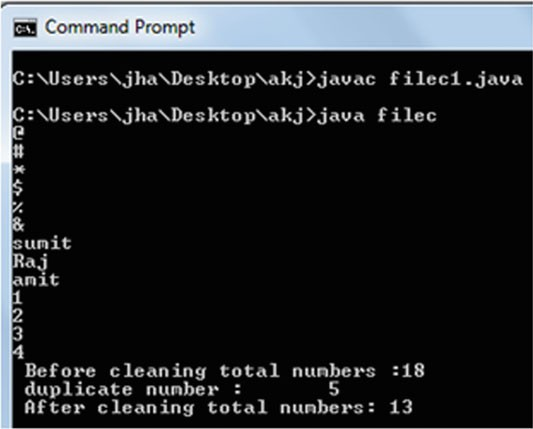 C:\. Command Prompt
C:\Users\jha\Desktop\akj>javac filec1.java
C:\Users\jha\Desktop\akj>java filec
@
#
*
$
%
&
sumit
Raj
amit
1
2
3
4
Before cleaning total numbers :18
duplicate number : 5
After cleaning total numbers: 13